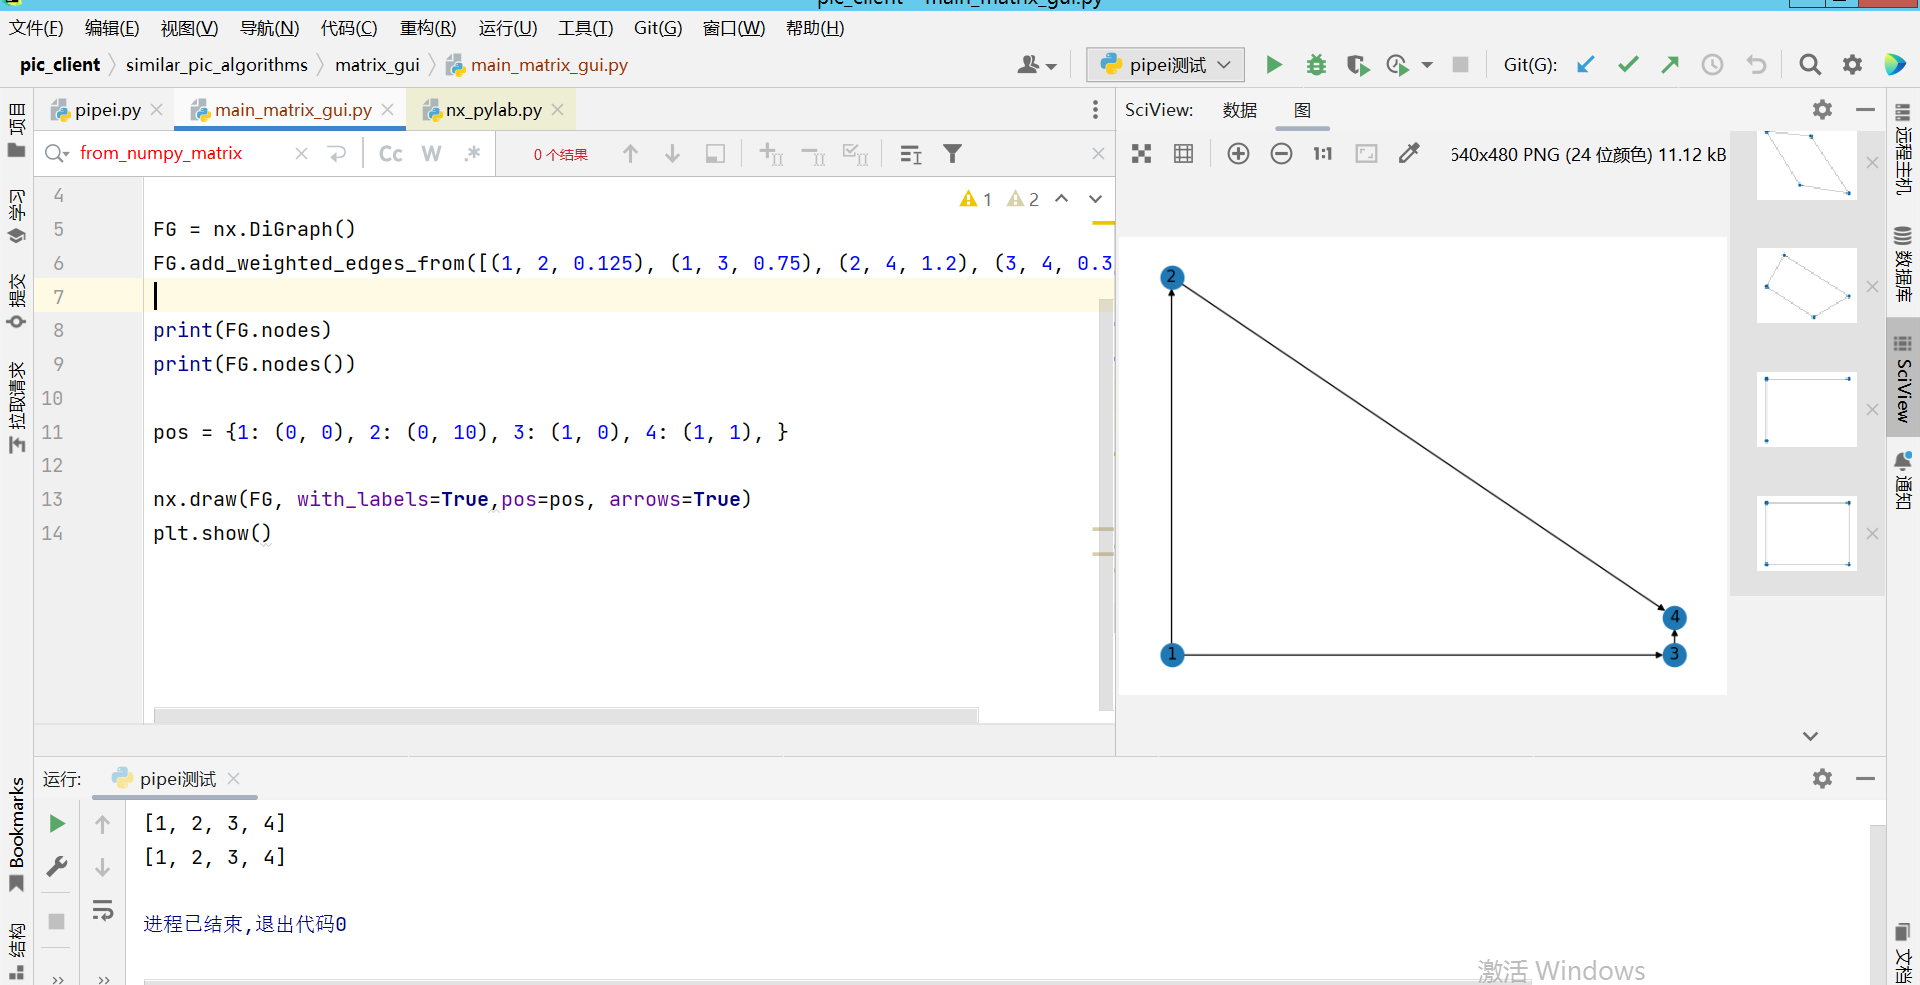 pic_client - main_matrix_gui.py
文件(F) 编辑(E) 视图(V) 导航(N) 代码(C) 重构(R) 运行(U) 工具(T) Git(G) 窗口(W) 帮助(H)
pic_client similar_pic_algorithms matrix_gui main_matrix_gui.py pipei测试 Git(G):
pipei.py main_matrix_gui.py nx_pylab.py
from_numpy_matrix Cc W .* 0 个结果
1 2
4
5 FG = nx.DiGraph()
6 FG.add_weighted_edges_from([(1, 2, 0.125), (1, 3, 0.75), (2, 4, 1.2), (3, 4, 0.3
7
8 print(FG.nodes)
9 print(FG.nodes())
10
11 pos = {1: (0, 0), 2: (0, 10), 3: (1, 0), 4: (1, 1), }
12
13 nx.draw(FG, with_labels=True,pos=pos, arrows=True)
14 plt.show()
SciView: 数据 图
1:1 640x480 PNG (24 位颜色) 11.12 kB
2
4
1 3
项目
学习
提交
拉取请求
Bookmarks
结构
远程主机
数据库
SciView
通知
文档
运行: pipei测试
[1, 2, 3, 4]
[1, 2, 3, 4]
进程已结束,退出代码0
激活 Windows